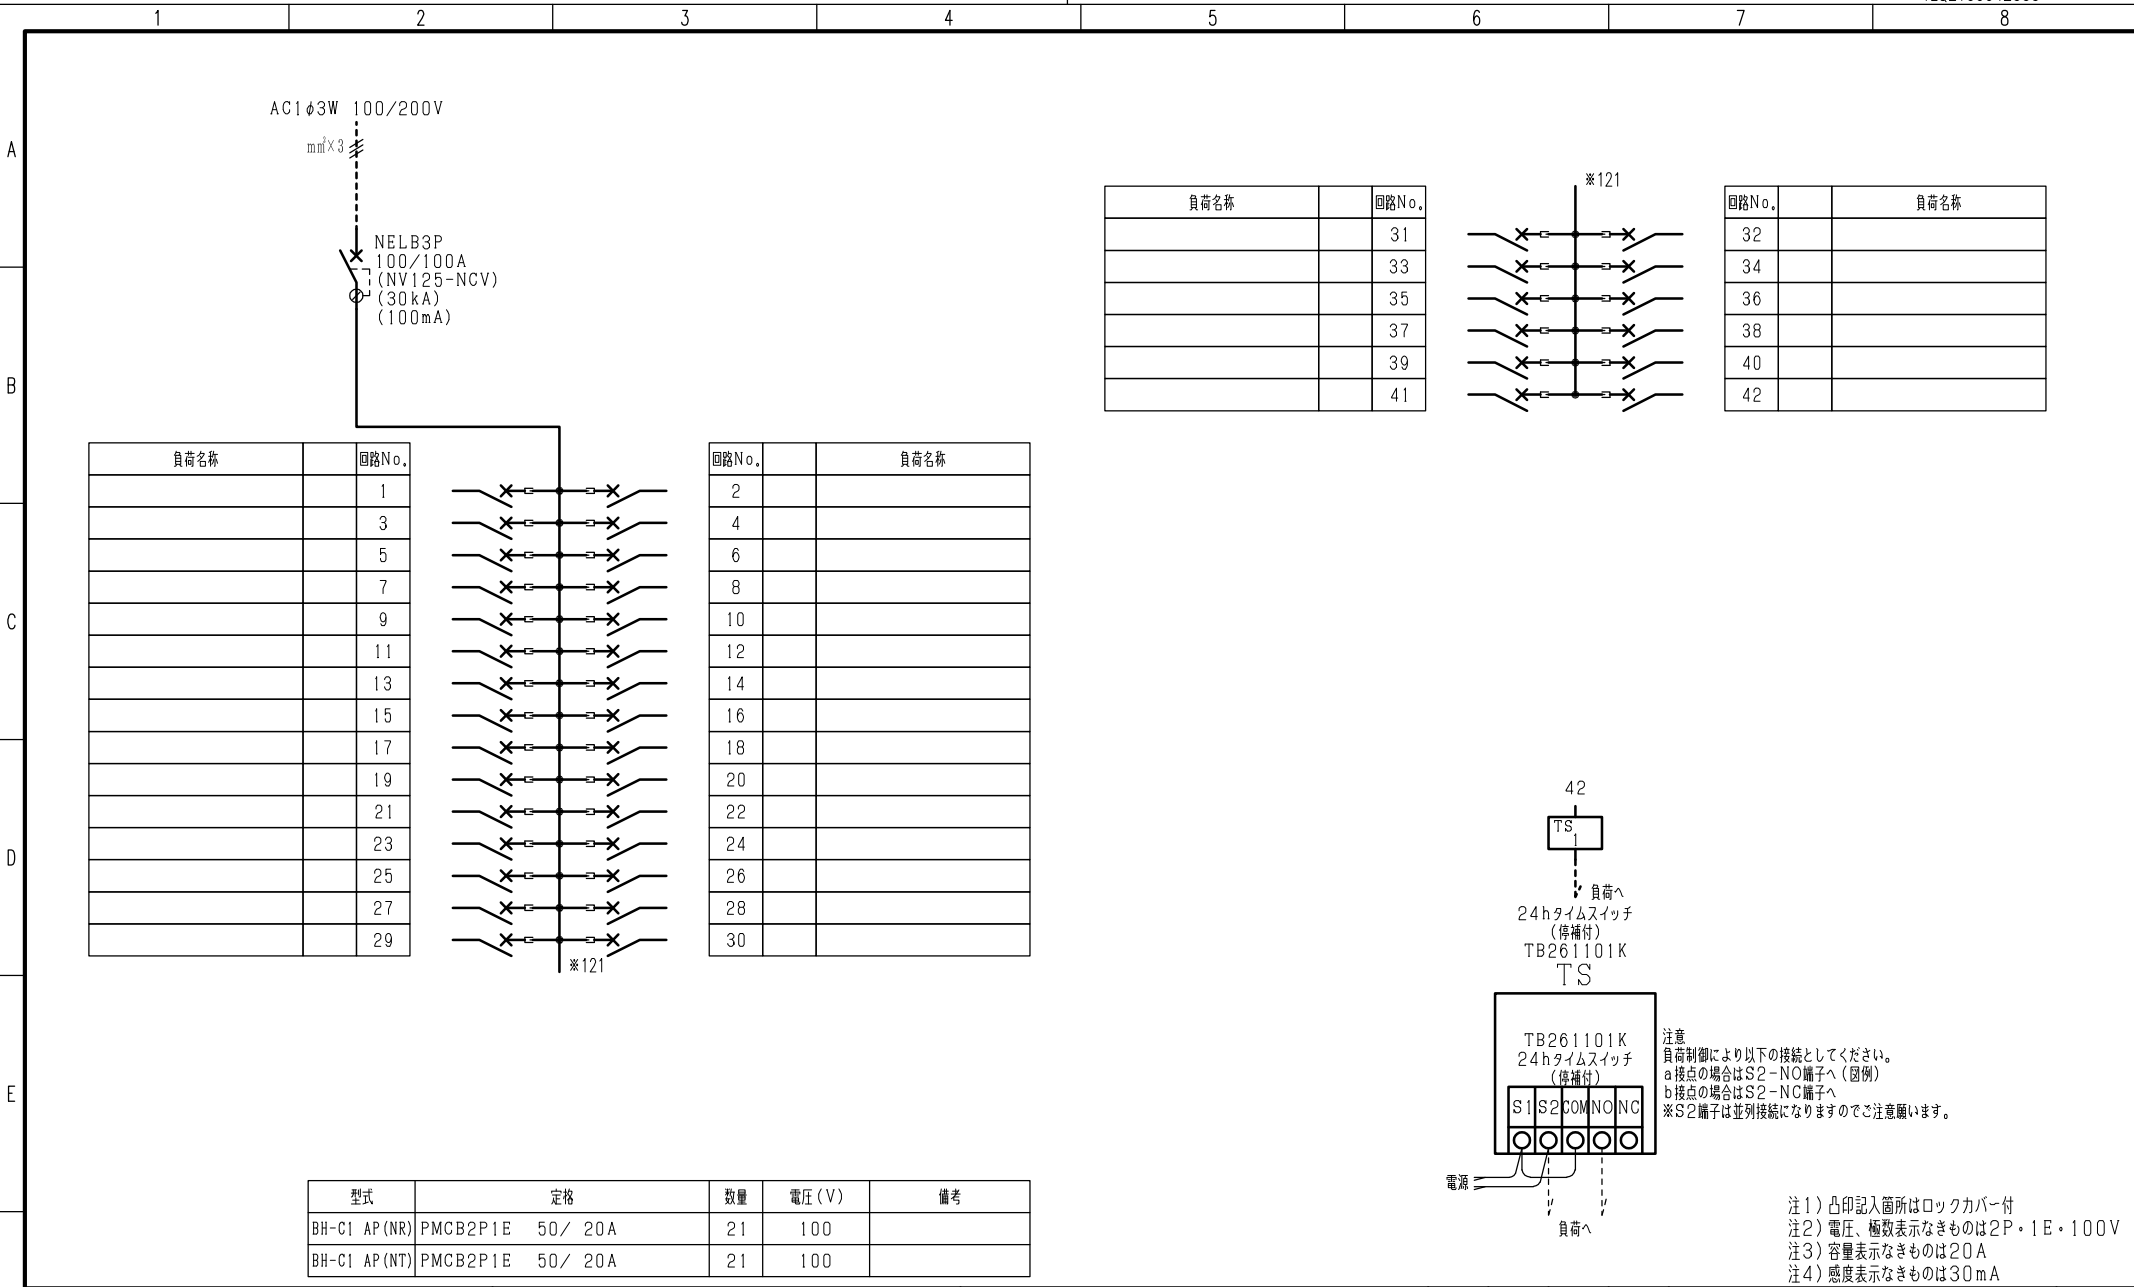 1 2 3 4 5 6 7 8
A
B
C
D
E
AC1φ3W 100/200V
mm²×3
NELB3P
100/100A
(NV125-NCV)
(30kA)
(100mA)
負荷名称 回路No.
1
3
5
7
9
11
13
15
17
19
21
23
25
27
29
回路No. 負荷名称
2
4
6
8
10
12
14
16
18
20
22
24
26
28
30
※121
※121
負荷名称 回路No.
31
33
35
37
39
41
回路No. 負荷名称
32
34
36
38
40
42
42
TS
1
負荷へ
24hタイムスイッチ
(停補付)
TB261101K
TS
TB261101K
24hタイムスイッチ
(停補付)
S1 S2 COM NO NC
電源
負荷へ
注意
負荷制御により以下の接続としてください。
a接点の場合はS2-NO端子へ(図例)
b接点の場合はS2-NC端子へ
※S2端子は並列接続になりますのでご注意願います。
型式 定格 数量 電圧(V) 備考
BH-C1 AP(NR) PMCB2P1E 50/ 20A 21 100
BH-C1 AP(NT) PMCB2P1E 50/ 20A 21 100
注1)凸印記入箇所はロックカバー付
注2)電圧、極数表示なきものは2P・1E・100V
注3)容量表示なきものは20A
注4)感度表示なきものは30mA